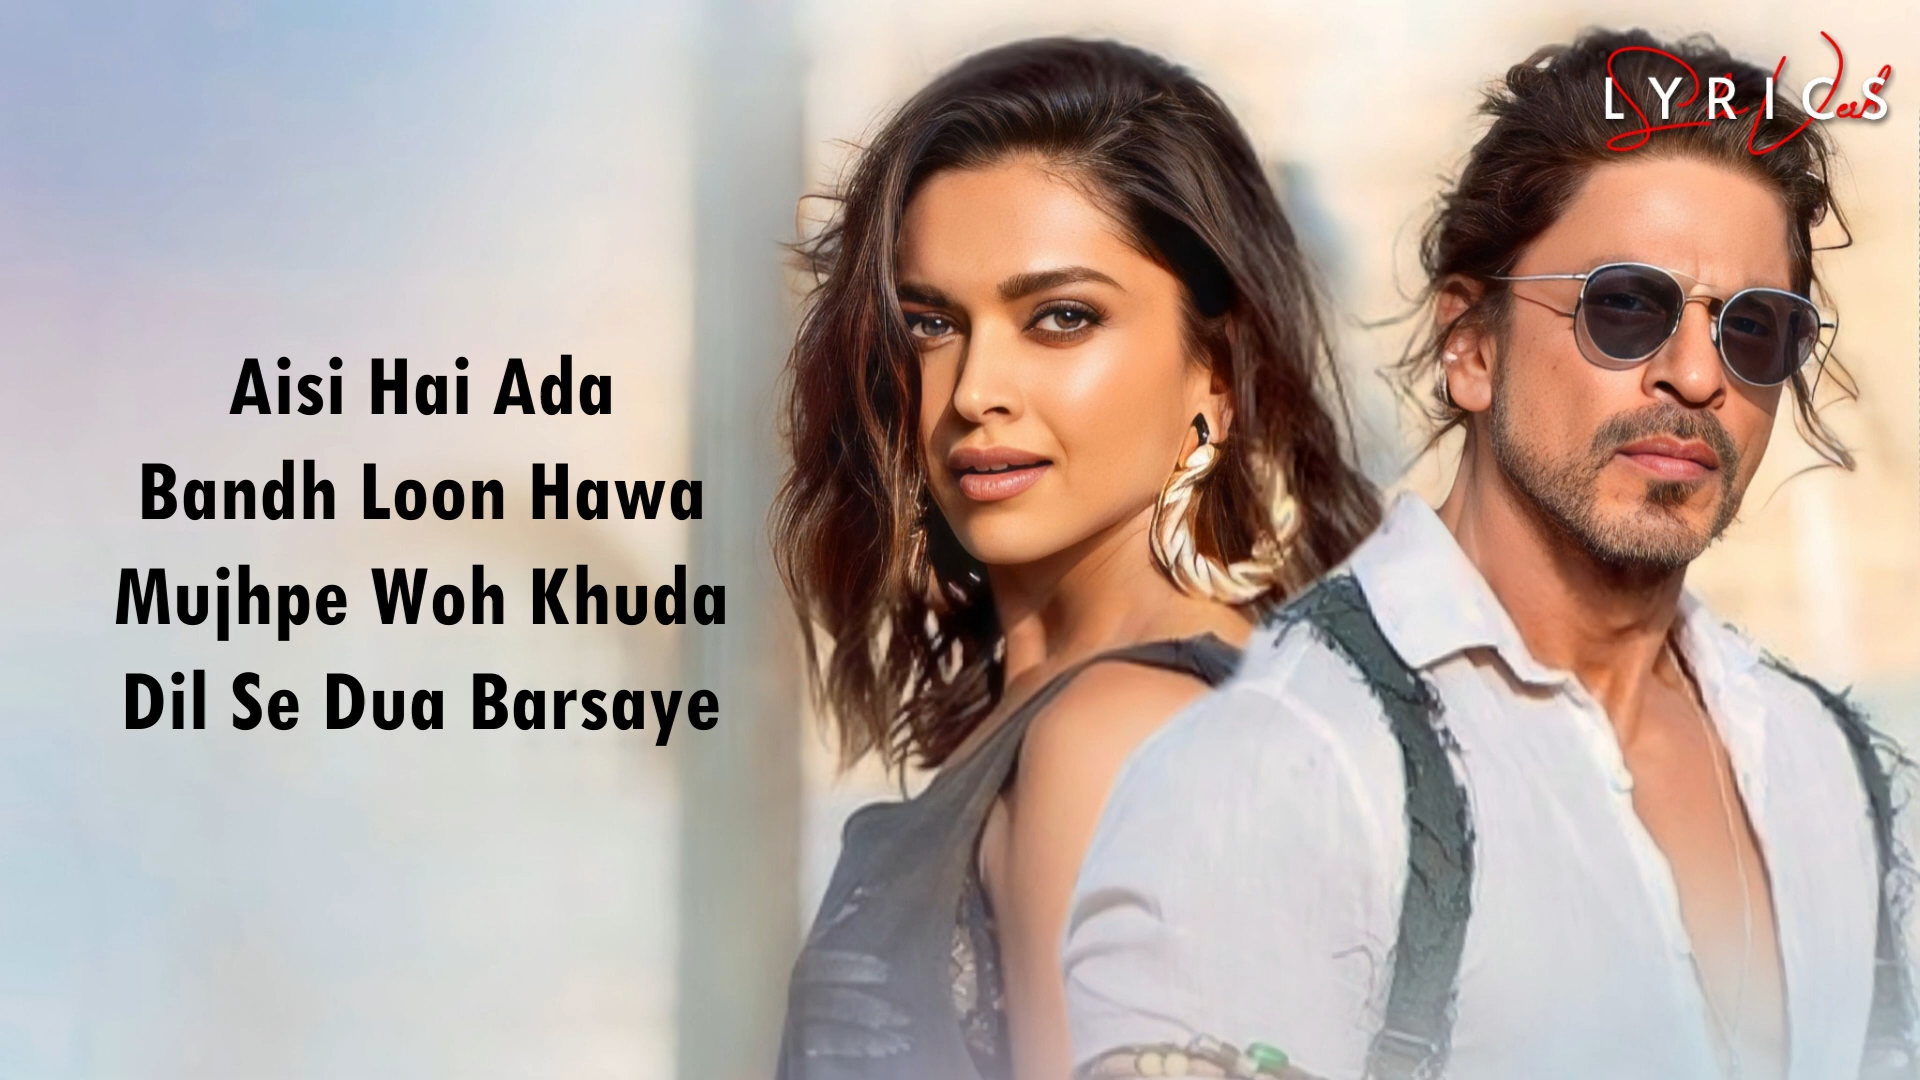 Aisi Hai Ada
Bandh Loon Hawa
Mujhpe Woh Khuda
Dil Se Dua Barsaye
LYRICS